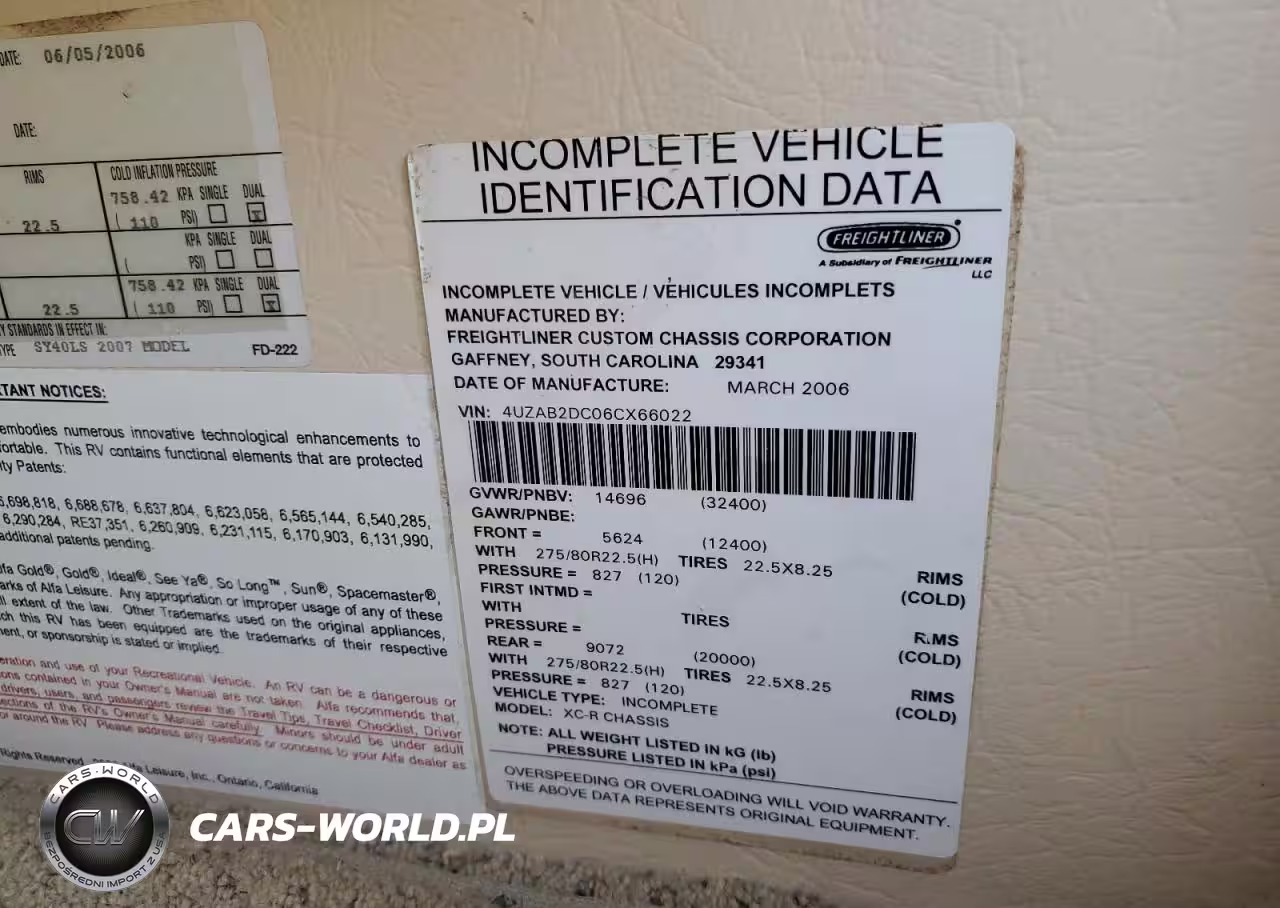 DATE: 06/05/2006
DATE:
RIMS COLD INFLATION PRESSURE
758.42 KPA SINGLE DUAL
22.5 ( 110 PSI)
KPA SINGLE DUAL
( PSI)
758.42 KPA SINGLE DUAL
22.5 ( 110 PSI)
STANDARDS IN EFFECT IN:
TYPE SY40LS 2007 MODEL FD-222
TANT NOTICES:
embodies numerous innovative technological enhancements to
fortable. This RV contains functional elements that are protected
ity Patents:
6,698,818, 6,688,678, 6,637,804, 6,623,058, 6,565,144, 6,540,285,
6,290,284, RE37,351, 6,260,909, 6,231,115, 6,170,903, 6,131,990,
additional patents pending.
lfa Gold®, Gold®, Ideal®, See Ya®, So Long™, Sun®, Spacemaster®,
arks of Alfa Leisure. Any appropriation or improper usage of any of these
ll extent of the law. Other Trademarks used on the original appliances,
ch this RV has been equipped are the trademarks of their respective
ment, or sponsorship is stated or implied.
eration and use of your Recreational Vehicle. An RV can be a dangerous or
ions contained in your Owner's Manual are not taken. Alfa recommends that,
drivers, users, and passengers review the Travel Tips, Travel Checklist, Driver
ections of the RV's Owner's Manual carefully. Minors should be under adult
or around the RV. Please address any questions or concerns to your Alfa dealer as
Rights Reserved, Alfa Leisure, Inc., Ontario, California
INCOMPLETE VEHICLE
IDENTIFICATION DATA
FREIGHTLINER
A Subsidiary of FREIGHTLINER
LLC
INCOMPLETE VEHICLE / VÉHICULES INCOMPLETS
MANUFACTURED BY:
FREIGHTLINER CUSTOM CHASSIS CORPORATION
GAFFNEY, SOUTH CAROLINA 29341
DATE OF MANUFACTURE: MARCH 2006
VIN: 4UZAB2DC06CX66022
GVWR/PNBV: 14696 (32400)
GAWR/PNBE:
FRONT = 5624 (12400)
WITH 275/80R22.5(H) TIRES 22.5X8.25 RIMS
PRESSURE = 827 (120) (COLD)
FIRST INTMD =
WITH TIRES RIMS
PRESSURE = (COLD)
REAR = 9072 (20000)
WITH 275/80R22.5(H) TIRES 22.5X8.25 RIMS
PRESSURE = 827 (120) (COLD)
VEHICLE TYPE: INCOMPLETE
MODEL: XC-R CHASSIS
NOTE: ALL WEIGHT LISTED IN kG (lb)
PRESSURE LISTED IN kPa (psi)
OVERSPEEDING OR OVERLOADING WILL VOID WARRANTY.
THE ABOVE DATA REPRESENTS ORIGINAL EQUIPMENT.
CARS-WORLD
CW
BEZPOŚREDNI IMPORT Z USA
CARS-WORLD.PL